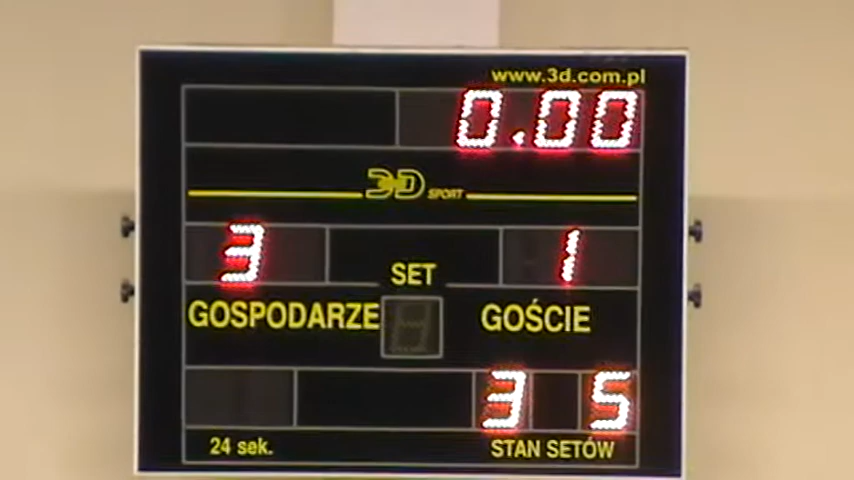 www.3d.com.pl
0.00
3D SPORT
3 1
SET
GOSPODARZE GOŚCIE
3 5
24 sek. STAN SETÓW